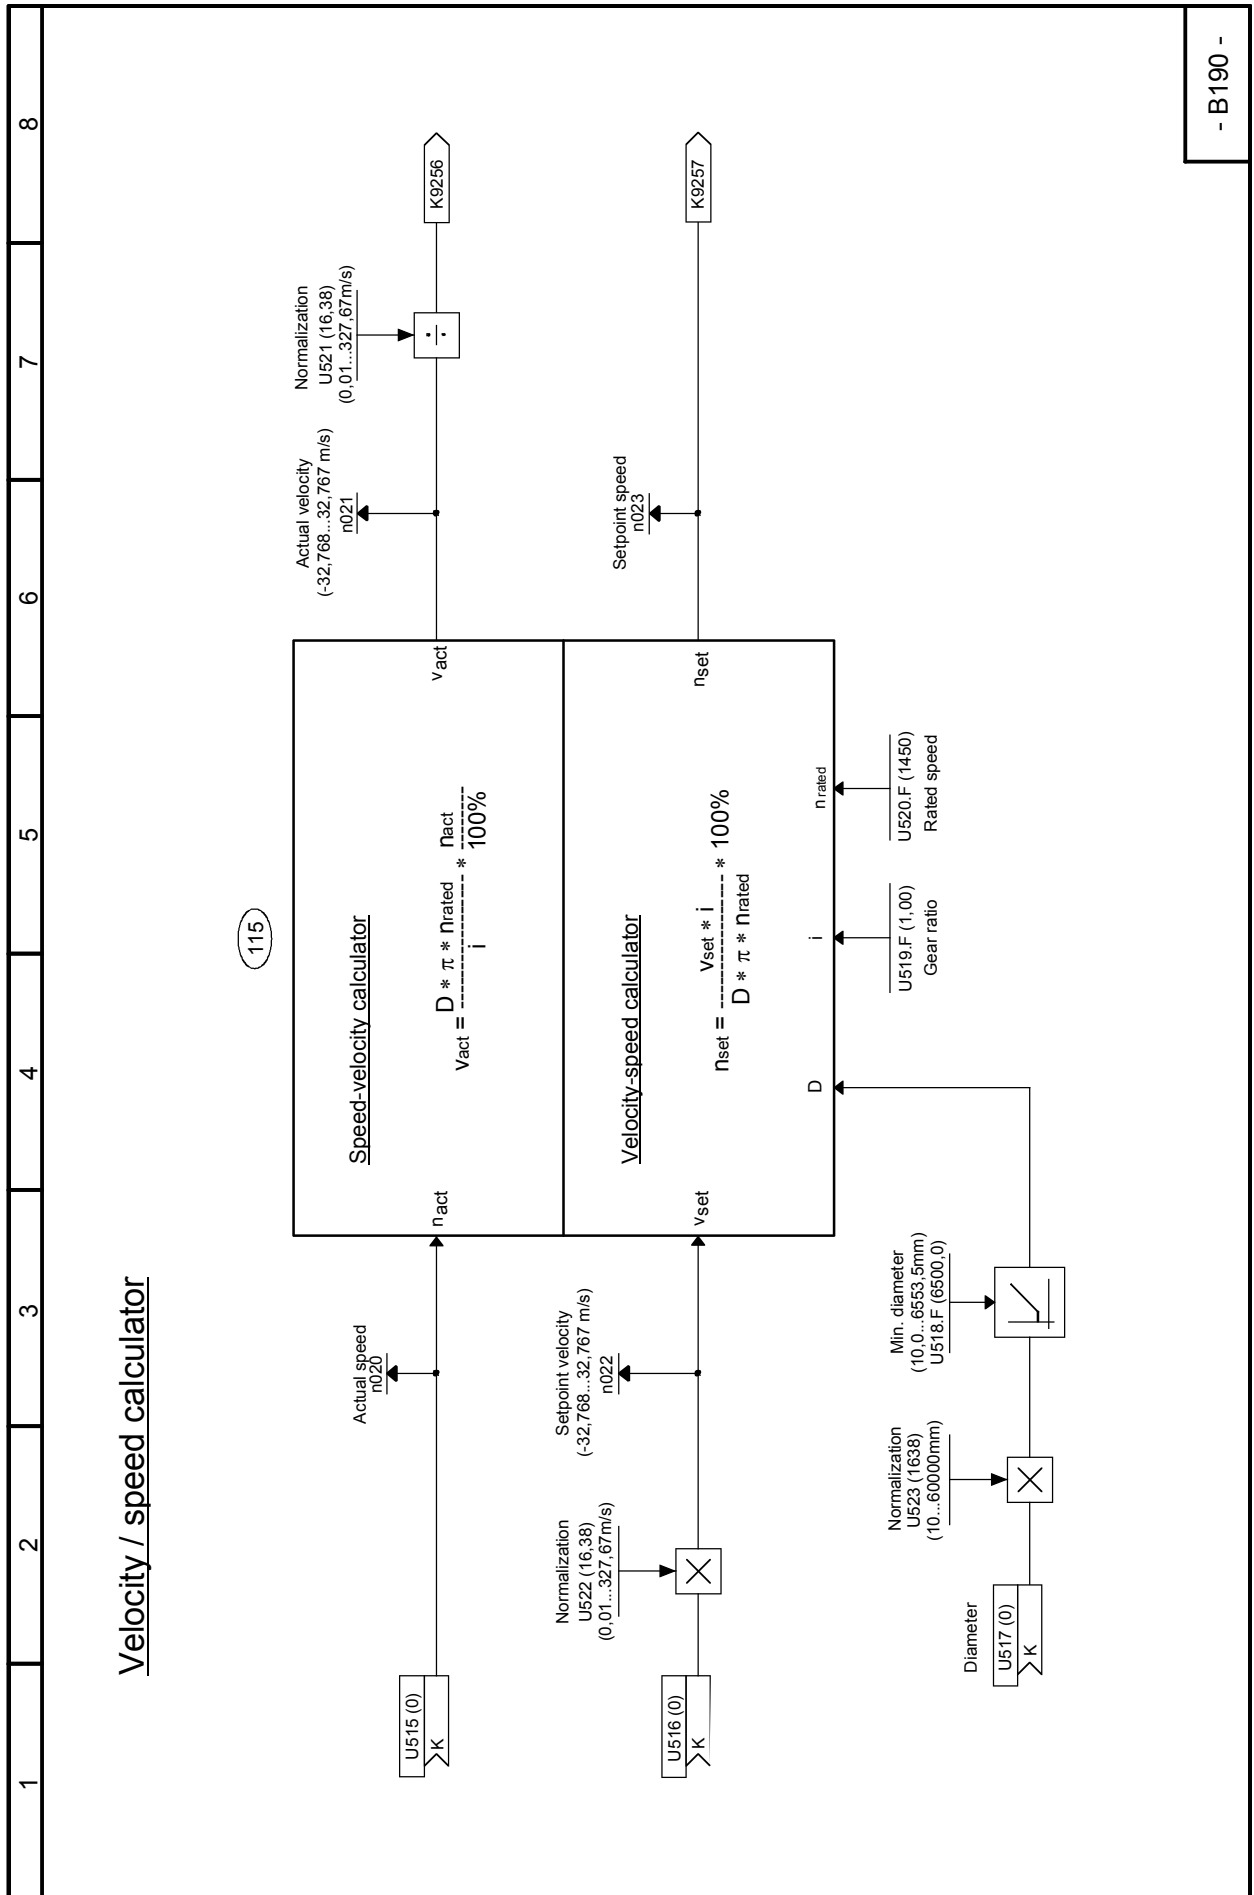 Velocity / speed calculator
115
Normalization
U521 (16,38)
(0,01...327,67m/s)
Actual velocity
(-32,768...32,767 m/s)
n021
Actual speed
n020
Speed-velocity calculator
U515 (0)
K
nact
vact = D * π * nrated nact
---------------------- * --------
i 100%
vact
K9256
Normalization
U522 (16,38)
(0,01...327,67m/s)
Setpoint velocity
(-32,768...32,767 m/s)
n022
Setpoint speed
n023
Velocity-speed calculator
U516 (0)
K
vset
vset * i
nset = ---------------------- * 100%
D * π * nrated
nset
K9257
D
i
n rated
Normalization
U523 (1638)
(10...60000mm)
Min. diameter
(10,0...6553,5mm)
U518.F (6500,0)
U519.F (1,00)
Gear ratio
U520.F (1450)
Rated speed
Diameter
U517 (0)
K
1 2 3 4 5 6 7 8
- B190 -